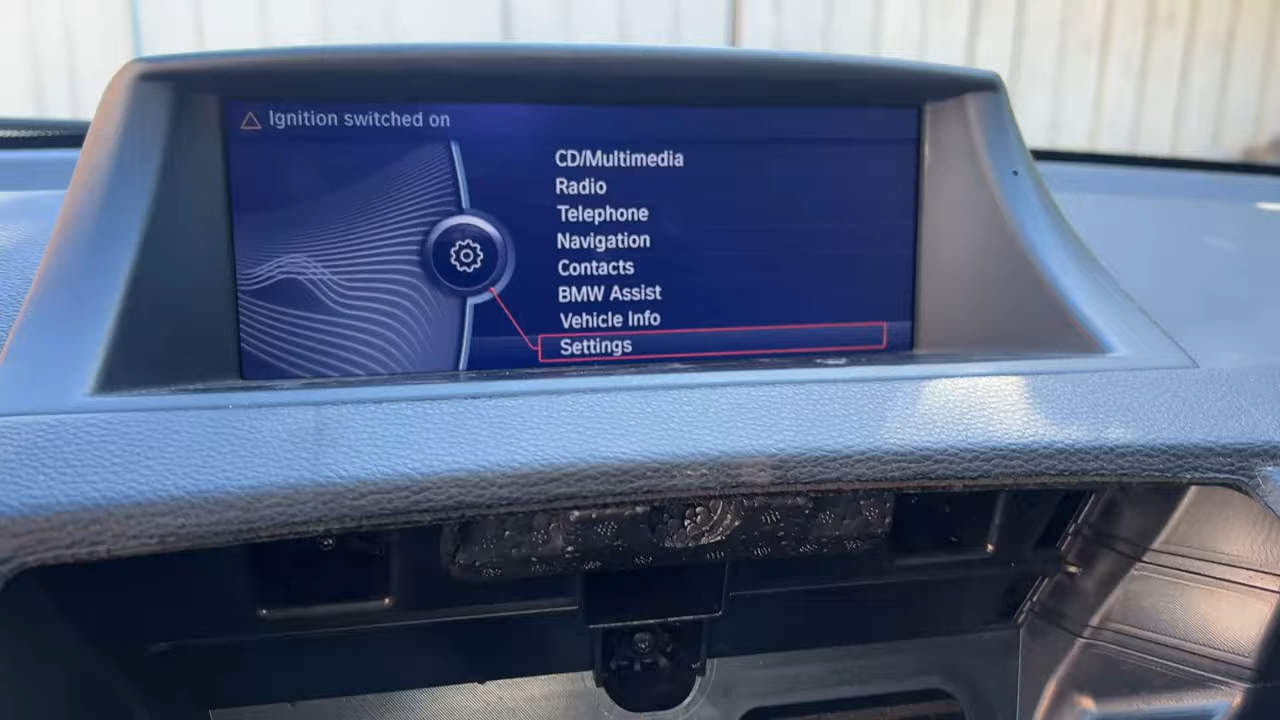 Ignition switched on
CD/Multimedia
Radio
Telephone
Navigation
Contacts
BMW Assist
Vehicle Info
Settings